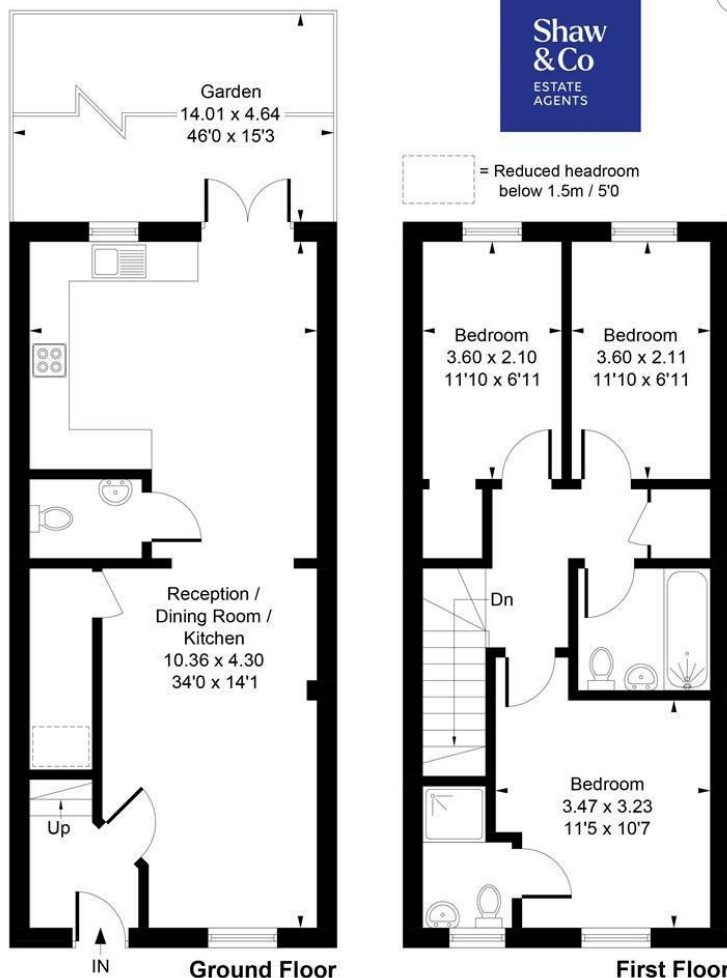 Shaw
& Co
ESTATE
AGENTS
= Reduced headroom
below 1.5m / 5'0
Garden
14.01 x 4.64
46'0 x 15'3
Reception /
Dining Room /
Kitchen
10.36 x 4.30
34'0 x 14'1
Up
IN
Ground Floor
Bedroom
3.60 x 2.10
11'10 x 6'11
Bedroom
3.60 x 2.11
11'10 x 6'11
Dn
Bedroom
3.47 x 3.23
11'5 x 10'7
First Floor